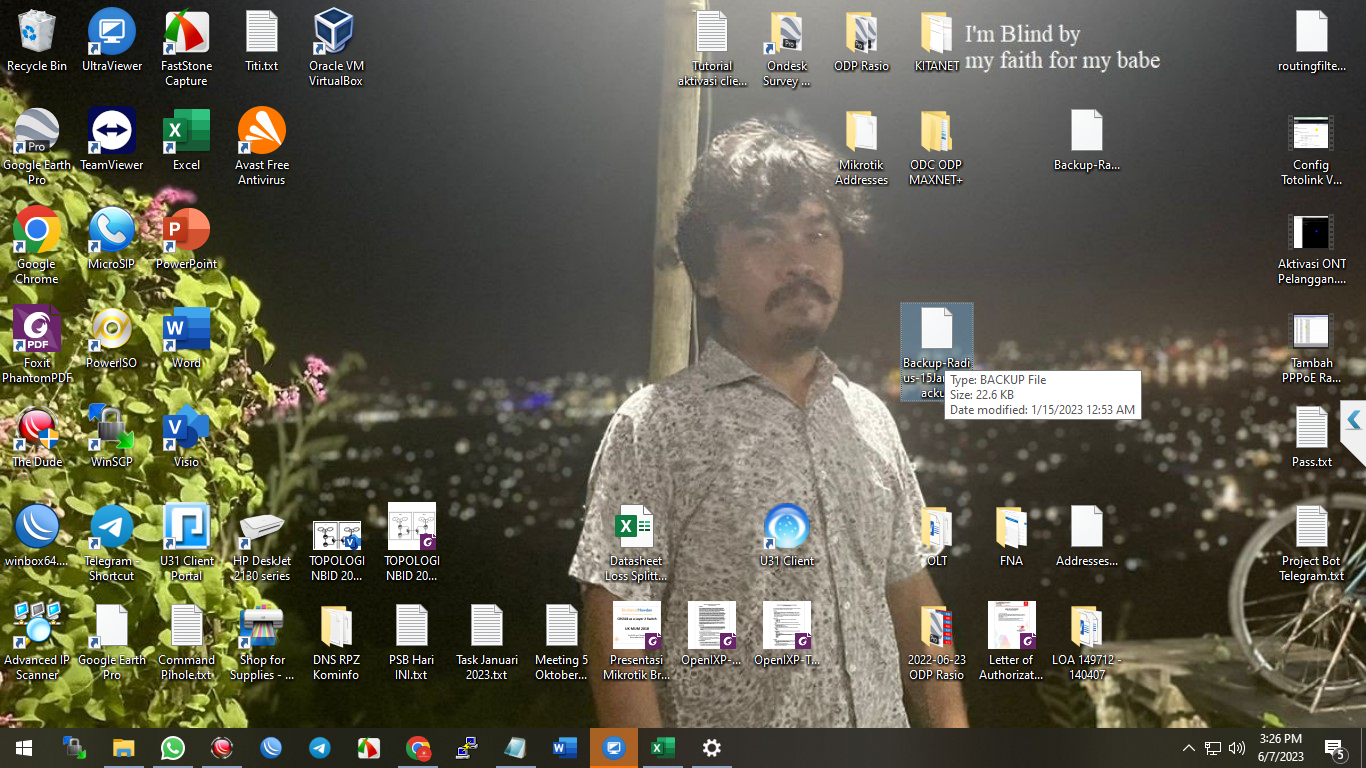 Recycle Bin
UltraViewer
FastStone
Capture
Titi.txt
Oracle VM
VirtualBox
Tutorial
aktivasi clie...
Ondesk
Survey ...
ODP Rasio
KITANET
I'm Blind by
my faith for my babe
routingfilte...
Google Earth
Pro
TeamViewer
Excel
Avast Free
Antivirus
Mikrotik
Addresses
ODC ODP
MAXNET+
Backup-Ra...
Config
Totolink V...
Google
Chrome
MicroSIP
PowerPoint
Aktivasi ONT
Pelanggan....
Foxit
PhantomPDF
PowerISO
Word
Backup-Radi
us-15Ja
acku
Type: BACKUP File
Size: 22.6 KB
Date modified: 1/15/2023 12:53 AM
Tambah
PPPoE Ra...
The Dude
WinSCP
Visio
Pass.txt
winbox64....
Telegram -
Shortcut
U31 Client
Portal
HP DeskJet
2130 series
TOPOLOGI
NBID 20...
TOPOLOGI
NBID 20...
Datasheet
Loss Splitt...
U31 Client
OLT
FNA
Addresses...
Project Bot
Telegram.txt
Advanced IP
Scanner
Google Earth
Pro
Command
Pihole.txt
Shop for
Supplies - ...
DNS RPZ
Kominfo
PSB Hari
INI.txt
Task Januari
2023.txt
Meeting 5
Oktober...
Presentasi
Mikrotik Br...
OpenIXP-...
OpenIXP-T...
2022-06-23
ODP Rasio
Letter of
Authorizat...
LOA 149712 -
140407
3:26 PM
6/7/2023
5